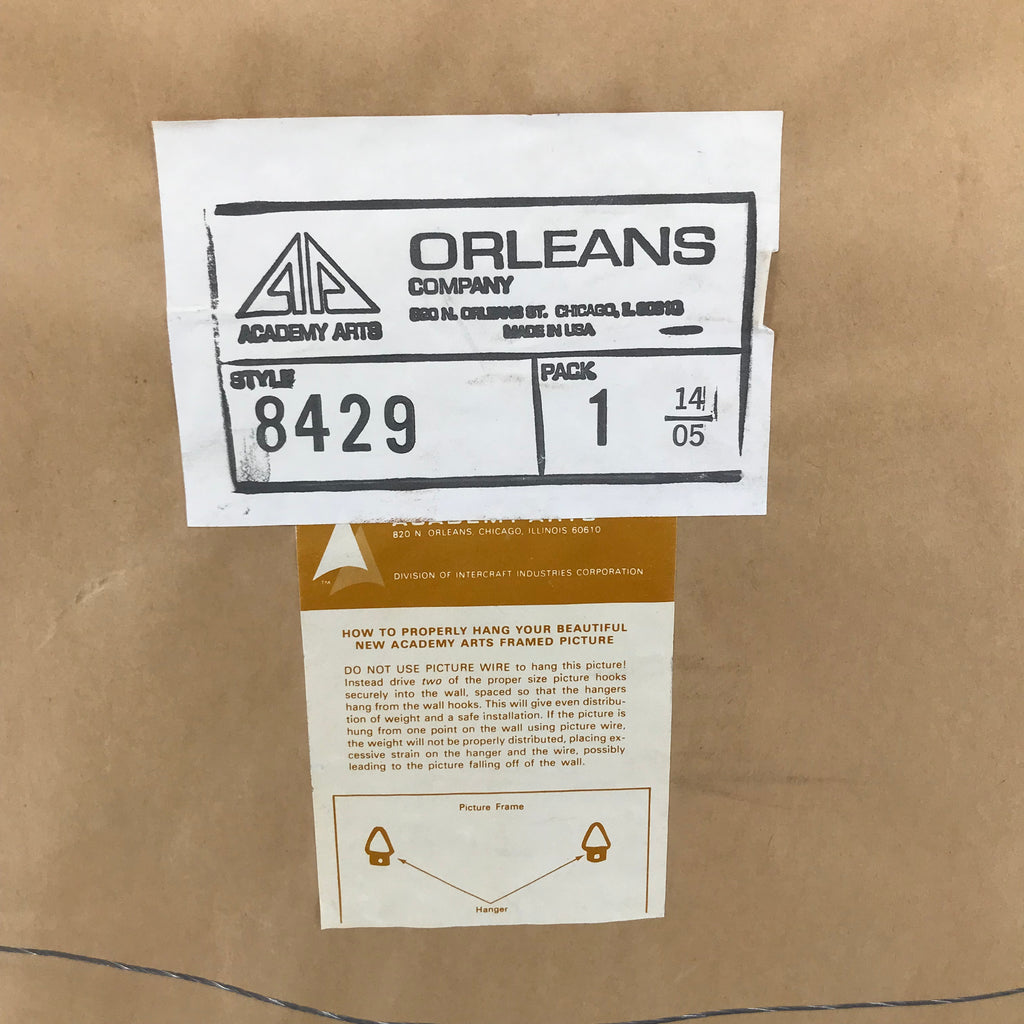 ORLEANS
COMPANY
ACADEMY ARTS
820 N. ORLEANS ST. CHICAGO, IL 60610
MADE IN USA
STYLE
8429
PACK
1
14
05
ACADEMY ARTS
820 N ORLEANS, CHICAGO, ILLINOIS 60610
TM
DIVISION OF INTERCRAFT INDUSTRIES CORPORATION
HOW TO PROPERLY HANG YOUR BEAUTIFUL
NEW ACADEMY ARTS FRAMED PICTURE
DO NOT USE PICTURE WIRE to hang this picture!
Instead drive two of the proper size picture hooks
securely into the wall, spaced so that the hangers
hang from the wall hooks. This will give even distribu-
tion of weight and a safe installation. If the picture is
hung from one point on the wall using picture wire,
the weight will not be properly distributed, placing ex-
cessive strain on the hanger and the wire, possibly
leading to the picture falling off of the wall.
Picture Frame
Hanger